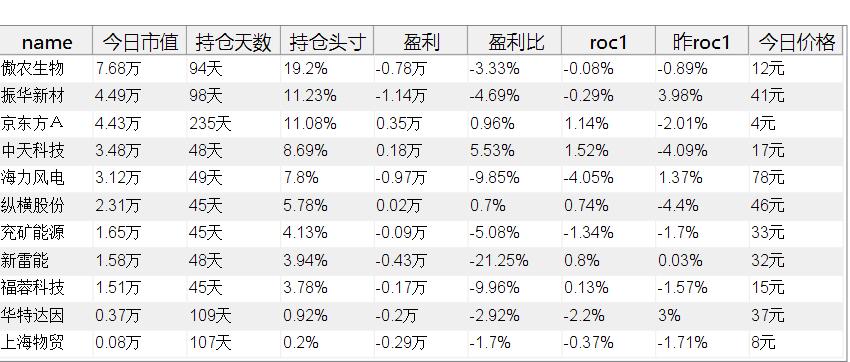 name 今日市值 持仓天数 持仓头寸 盈利 盈利比 roc1 昨roc1 今日价格
傲农生物 7.68万 94天 19.2% -0.78万 -3.33% -0.08% -0.89% 12元
振华新材 4.49万 98天 11.23% -1.14万 -4.69% -0.29% 3.98% 41元
京东方Ａ 4.43万 235天 11.08% 0.35万 0.96% 1.14% -2.01% 4元
中天科技 3.48万 48天 8.69% 0.18万 5.53% 1.52% -4.09% 17元
海力风电 3.12万 49天 7.8% -0.97万 -9.85% -4.05% 1.37% 78元
纵横股份 2.31万 45天 5.78% 0.02万 0.7% 0.74% -4.4% 46元
兖矿能源 1.65万 45天 4.13% -0.09万 -5.08% -1.34% -1.7% 33元
新雷能 1.58万 48天 3.94% -0.43万 -21.25% 0.8% 0.03% 32元
福蓉科技 1.51万 45天 3.78% -0.17万 -9.96% 0.13% -1.57% 15元
华特达因 0.37万 109天 0.92% -0.2万 -2.92% -2.2% 3% 37元
上海物贸 0.08万 107天 0.2% -0.29万 -1.7% -0.37% -1.71% 8元